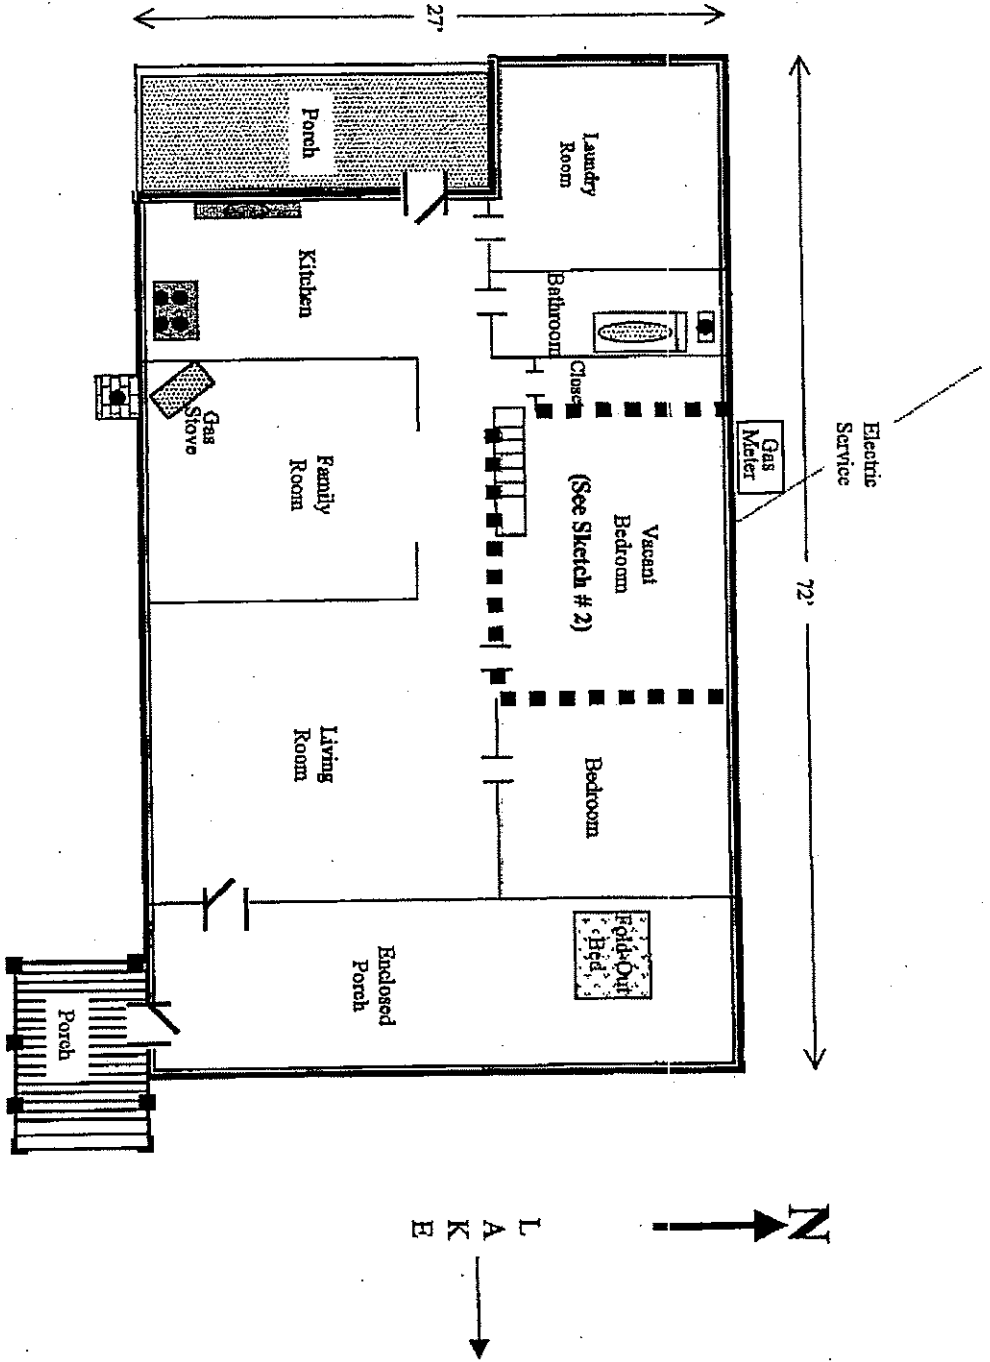 Electric
Service
72'
N
Gas
Meter
Laundry
Room
Bathroom
Closet
Vacant
Bedroom
(See Sketch # 2)
Bedroom
Fold-Out
Bed
L
A
K
E
27'
Porch
Kitchen
Family
Room
Gas
Stove
Living
Room
Enclosed
Porch
Porch